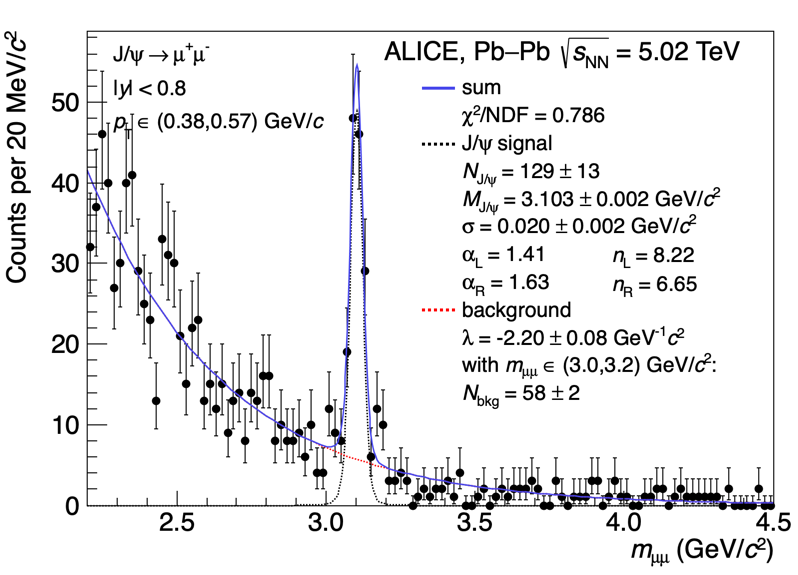 J/ψ → μ⁺μ⁻
|y| < 0.8
p_T ∈ (0.38,0.57) GeV/c
ALICE, Pb–Pb √s_NN = 5.02 TeV
sum
χ²/NDF = 0.786
J/ψ signal
N_J/ψ = 129 ± 13
M_J/ψ = 3.103 ± 0.002 GeV/c²
σ = 0.020 ± 0.002 GeV/c²
α_L = 1.41 n_L = 8.22
α_R = 1.63 n_R = 6.65
background
λ = -2.20 ± 0.08 GeV⁻¹c²
with m_μμ ∈ (3.0,3.2) GeV/c²:
N_bkg = 58 ± 2
Counts per 20 MeV/c²
50
40
30
20
10
0
2.5 3.0 3.5 4.0 4.5
m_μμ (GeV/c²)